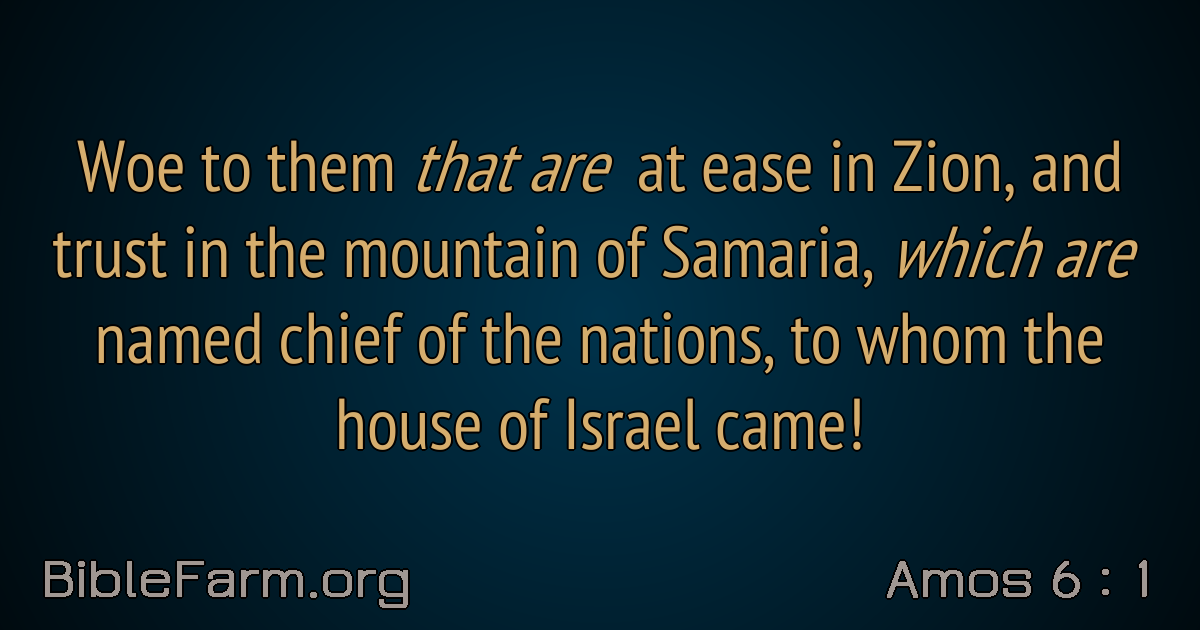 Woe to them that are at ease in Zion, and
trust in the mountain of Samaria, which are
named chief of the nations, to whom the
house of Israel came!
BibleFarm.org
Amos 6 : 1